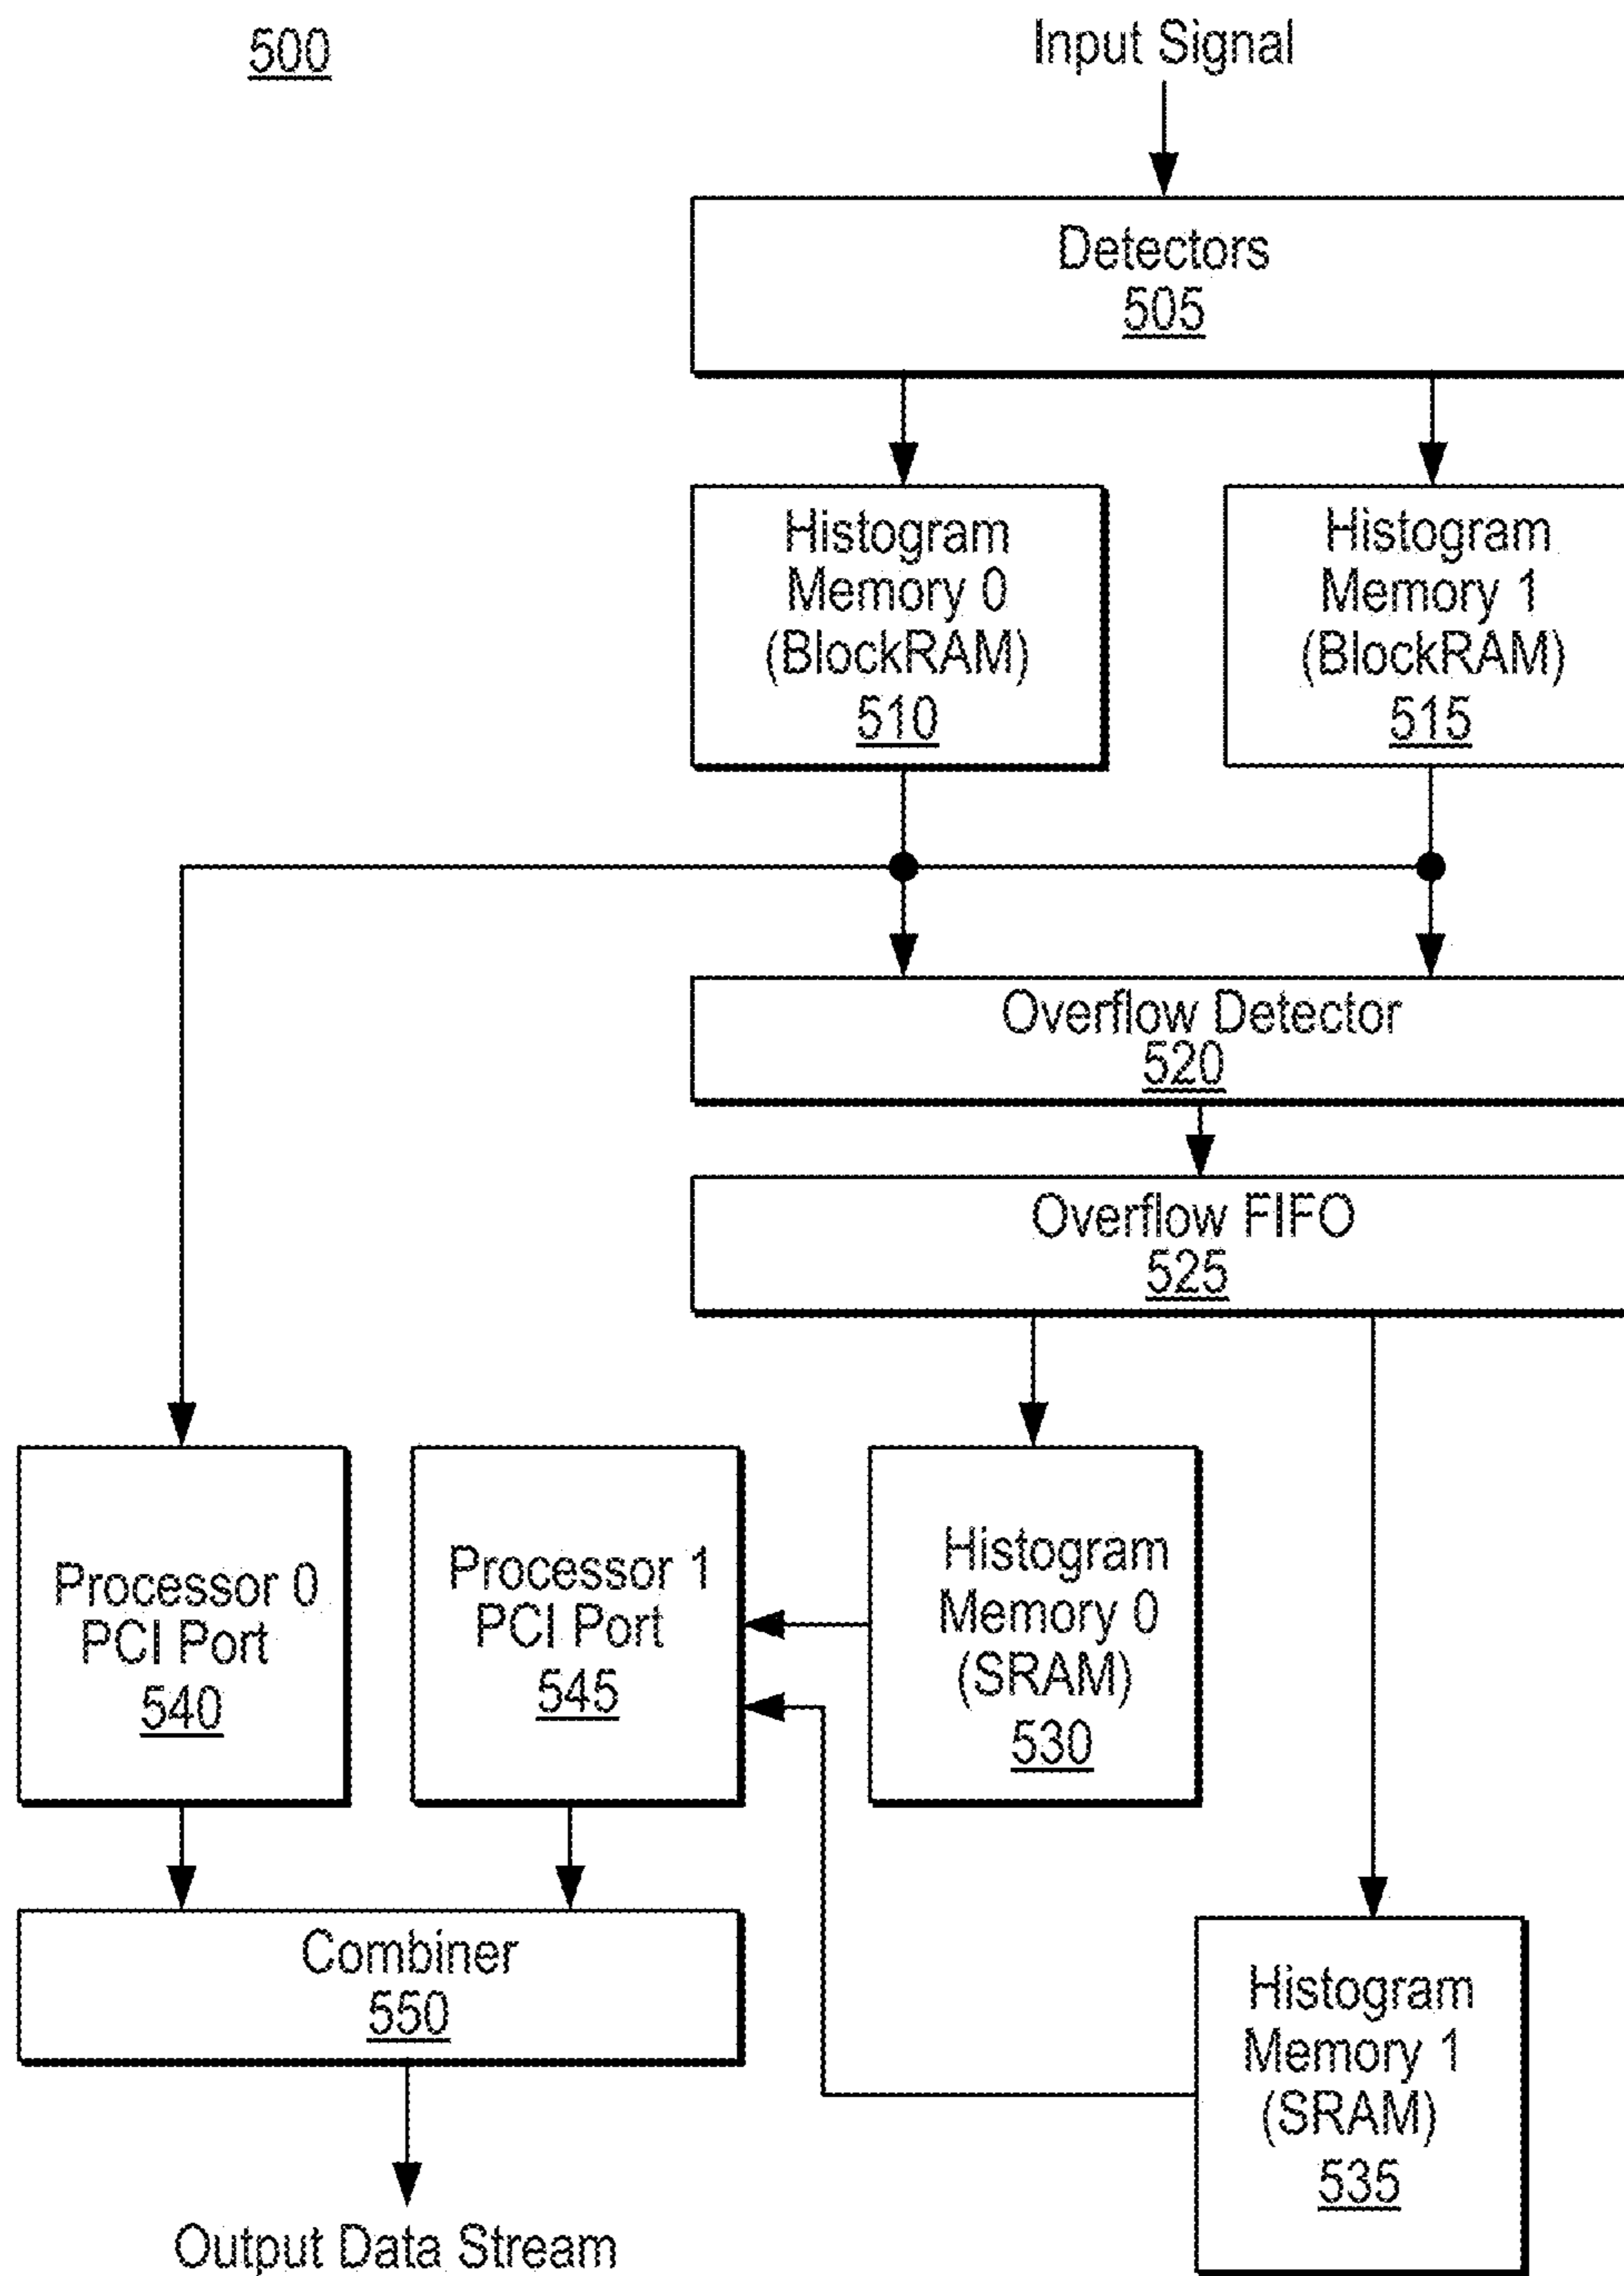 500
Input Signal
Detectors
505
Histogram
Memory 0
(BlockRAM)
510
Histogram
Memory 1
(BlockRAM)
515
Overflow Detector
520
Overflow FIFO
525
Processor 0
PCI Port
540
Processor 1
PCI Port
545
Histogram
Memory 0
(SRAM)
530
Combiner
550
Histogram
Memory 1
(SRAM)
535
Output Data Stream